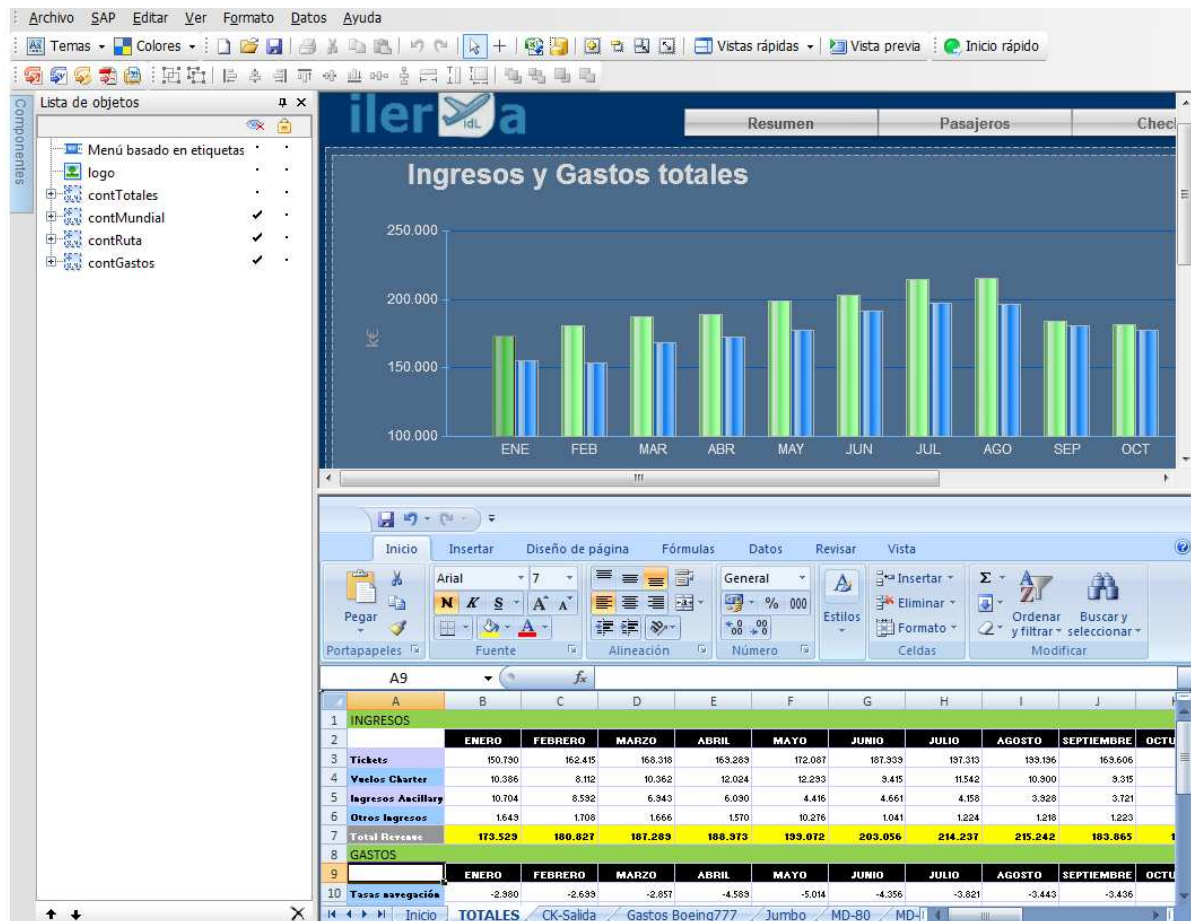 Archivo SAP Editar Ver Formato Datos Ayuda
Temas Colores Vistas rápidas Vista previa Inicio rápido
Componentes
Lista de objetos
Menú basado en etiquetas
logo
contTotales
contMundial
contRuta
contGastos
iler a
idL
Resumen Pasajeros Check
Ingresos y Gastos totales
250.000
200.000
k€
150.000
100.000
ENE FEB MAR ABR MAY JUN JUL AGO SEP OCT
Inicio Insertar Diseño de página Fórmulas Datos Revisar Vista
Arial 7 General Insertar
N K S A A % 000 Eliminar
Pegar Estilos Formato Ordenar y filtrar Buscar y seleccionar
Portapapeles Fuente Alineación Número Celdas Modificar
A9 fx
A B C D E F G H I J
1 INGRESOS
2 ENERO FEBRERO MARZO ABRIL MAYO JUNIO JULIO AGOSTO SEPTIEMBRE OCTU
3 Tickets 150.790 162.415 168.318 169.289 172.087 187.939 197.313 199.196 169.606
4 Vuelos Charter 10.386 8.112 10.362 12.024 12.293 9.415 11.542 10.900 9.315
5 Ingresos Ancillary 10.704 8.592 6.943 6.090 4.416 4.661 4.158 3.928 3.721
6 Otros Ingresos 1.649 1.708 1.666 1.570 10.276 1.041 1.224 1.218 1.223
7 Total Revenue 173.529 180.827 187.289 188.973 199.072 203.056 214.237 215.242 183.865 1
8 GASTOS
9 ENERO FEBRERO MARZO ABRIL MAYO JUNIO JULIO AGOSTO SEPTIEMBRE OCTU
10 Tasas navegación -2.980 -2.699 -2.857 -4.589 -5.014 -4.356 -3.821 -3.443 -3.436
Inicio TOTALES CK-Salida Gastos Boeing777 Jumbo MD-80 MD-